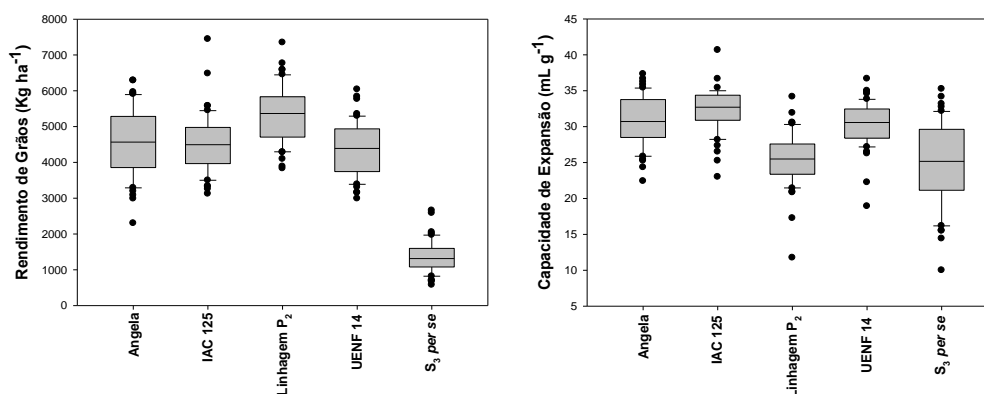 Rendimento de Grãos (Kg ha⁻¹)
8000
7000
6000
5000
4000
3000
2000
1000
0
Angela
IAC 125
Linhagem P₂
UENF 14
S₃ per se
Capacidade de Expansão (mL g⁻¹)
45
40
35
30
25
20
15
10
5
Angela
IAC 125
Linhagem P₂
UENF 14
S₃ per se